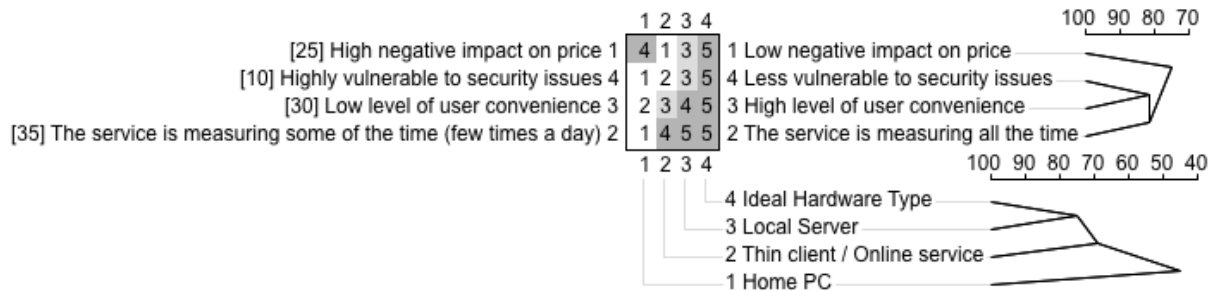 1 2 3 4
100 90 80 70
[25] High negative impact on price 1 4 1 3 5 1 Low negative impact on price
[10] Highly vulnerable to security issues 4 1 2 3 5 4 Less vulnerable to security issues
[30] Low level of user convenience 3 2 3 4 5 3 High level of user convenience
[35] The service is measuring some of the time (few times a day) 2 1 4 5 5 2 The service is measuring all the time
1 2 3 4
100 90 80 70 60 50 40
4 Ideal Hardware Type
3 Local Server
2 Thin client / Online service
1 Home PC